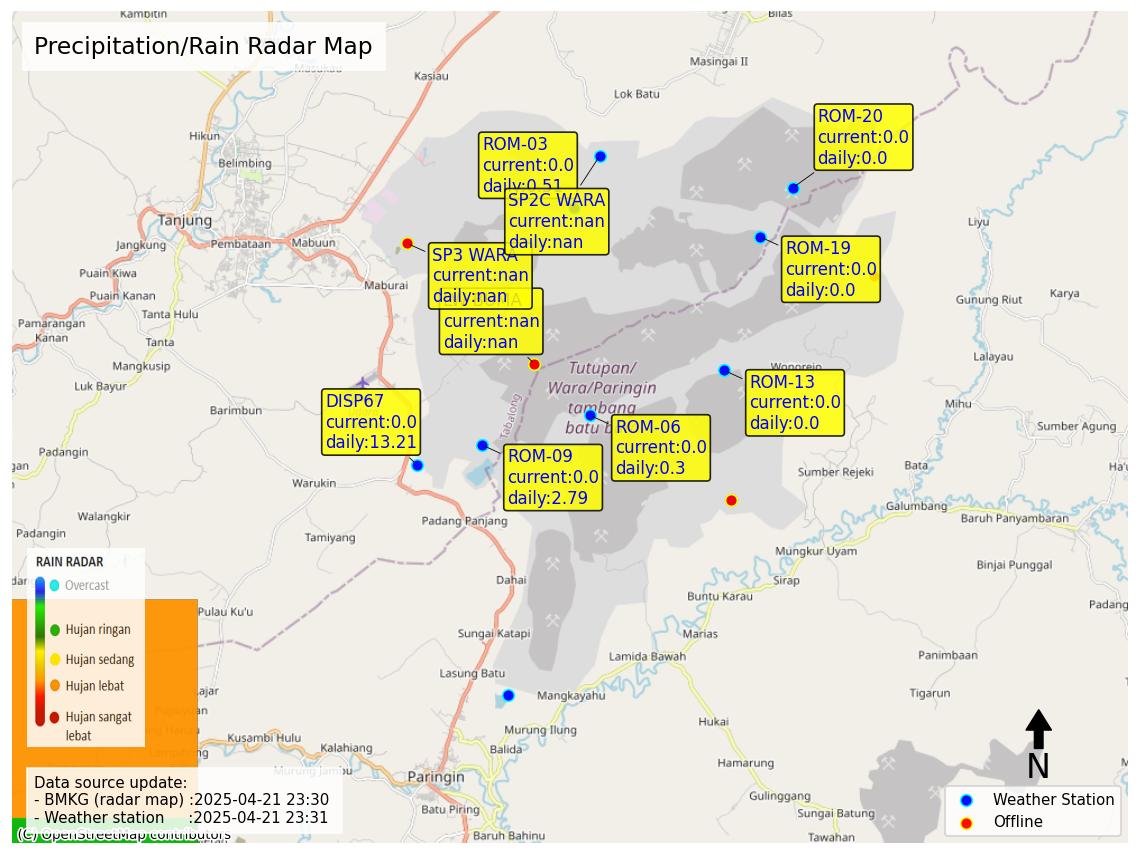 Kambitin
Bilas
Precipitation/Rain Radar Map
Masukau
Kasiau
Masingai II
Lok Batu
Hikun
Belimbing
ROM-03
current:0.0
daily:0.51
ROM-20
current:0.0
daily:0.0
SP2C WARA
current:nan
daily:nan
Tanjung
Jangkung
Pembataan
Mabuun
Liyu
SP3 WARA
current:nan
daily:nan
ROM-19
current:0.0
daily:0.0
Puain Kiwa
Puain Kanan
Maburai
Tanta Hulu
Gunung Riut
Karya
current:nan
daily:nan
Pamarangan
Kanan
Tanta
Mangkusip
Luk Bayur
Lalayau
Wonorejo
Tutupan/
Wara/Paringin
tambang
batu b
Tabalong
ROM-13
current:0.0
daily:0.0
DISP67
current:0.0
daily:13.21
Barimbun
Mihu
Sumber Agung
ROM-06
current:0.0
daily:0.3
ROM-09
current:0.0
daily:2.79
gan
Padangin
Batu
Bata
Sumber Rejeki
Warukin
Galumbang
Baruh Panyambaran
Walangkir
Padang Panjang
Padangin
Tamiyang
Mungkur Uyam
Binjai Punggal
RAIN RADAR
Overcast
Hujan ringan
Hujan sedang
Hujan lebat
Hujan sangat
lebat
Dahai
Sirap
Buntu Karau
Padang
Pulau Ku'u
Sungai Katapi
Marias
Lamida Bawah
Panimbaan
Lasung Batu
Tigarun
Mangkayahu
Hukai
Murung Ilung
Kusambi Hulu
Kalahiang
Balida
Hamarung
N
Murung Jambu
Paringin
Data source update:
- BMKG (radar map) :2025-04-21 23:30
- Weather station :2025-04-21 23:31
Gulinggang
Weather Station
Offline
Batu Piring
Sungai Batung
(C) OpenStreetMap contributors
Baruh Bahinu
Tawahan